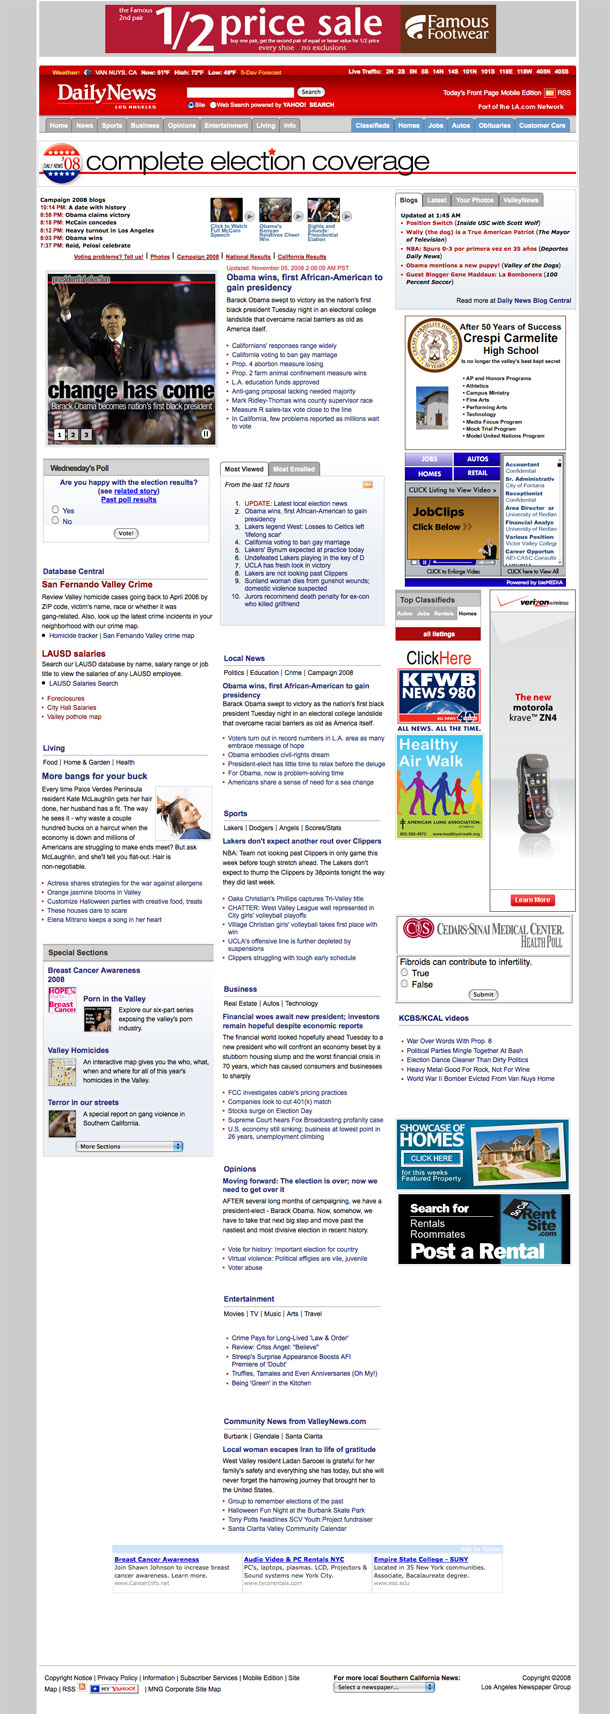 the Famous
2nd pair
1/2 price sale
buy one pair, get the second pair of equal or lesser value for 1/2 price
every shoe no exclusions
Famous
Footwear
Weather: VAN NUYS, CA Now: 51°F High: 72°F Low: 49°F 5-Day Forecast
Live Traffic: 2N 2S 5N 5S 14N 14S 101N 101S 118E 118W 405N 405S
Daily News
LOS ANGELES
Search
Site Web Search powered by YAHOO! SEARCH
Today's Front Page Mobile Edition RSS
Part of the LA.com Network
Home News Sports Business Opinions Entertainment Living Info
Classifieds Homes Jobs Autos Obituaries Customer Care
DAILY NEWS
'08
complete election coverage
Campaign 2008 blogs
10:14 PM: A date with history
8:58 PM: Obama claims victory
8:18 PM: McCain concedes
8:12 PM: Heavy turnout in Los Angeles
8:03 PM: Obama wins
7:37 PM: Reid, Pelosi celebrate
Click to Watch
Full McCain
Speech
Obama's
Kenyan
Relatives Cheer
Win
Sights and
Sounds:
Presidential
Elation
Voting problems? Tell us! | Photos | Campaign 2008 | National Results | California Results
presidential election
change has come
Barack Obama becomes nation's first black president
1 2 3
Updated: November 05, 2008 2:08:09 AM PST
Obama wins, first African-American to
gain presidency
Barack Obama swept to victory as the nation's first
black president Tuesday night in an electoral college
landslide that overcame racial barriers as old as
America itself.
Californians' responses range widely
California voting to ban gay marriage
Prop. 4 abortion measure losing
Prop. 2 farm animal confinement measure wins
L.A. education funds approved
Anti-gang proposal lacking needed majority
Mark Ridley-Thomas wins county supervisor race
Measure R sales-tax vote close to the line
In California, few problems reported as millions wait
to vote
Wednesday's Poll
Are you happy with the election results?
(see related story)
Past poll results
Yes
No
Vote!
Most Viewed Most Emailed
From the last 12 hours
1. UPDATE: Latest local election news
2. Obama wins, first African-American to gain
presidency
3. Lakers legend West: Losses to Celtics left
'lifelong scar'
4. California voting to ban gay marriage
5. Lakers' Bynum expected at practice today
6. Undefeated Lakers playing in the key of D
7. UCLA has fresh look in victory
8. Lakers are not looking past Clippers
9. Sunland woman dies from gunshot wounds;
domestic violence suspected
10. Jurors recommend death penalty for ex-con
who killed girlfriend
Database Central
San Fernando Valley Crime
Review Valley homicide cases going back to April 2006 by
ZIP code, victim's name, race or whether it was
gang-related. Also, look up the latest crime incidents in your
neighborhood with our crime map.
Homicide tracker | San Fernando Valley crime map
LAUSD salaries
Search our LAUSD database by name, salary range or job
title to view the salaries of any LAUSD employee.
LAUSD Salaries Search
Foreclosures
City Hall Salaries
Valley pothole map
Living
Food | Home & Garden | Health
More bangs for your buck
Every time Palos Verdes Peninsula
resident Kate McLaughlin gets her hair
done, her husband has a fit. The way
he sees it - why waste a couple
hundred bucks on a haircut when the
economy is down and millions of
Americans are struggling to make ends meet? But ask
McLaughlin, and she'll tell you flat-out: Hair is
non-negotiable.
Actress shares strategies for the war against allergens
Orange jasmine blooms in Valley
Customize Halloween parties with creative food, treats
These houses dare to scare
Elena Mitrano keeps a song in her heart
Special Sections
Breast Cancer Awareness
2008
HOPE
Breast
Cancer
Porn in the Valley
Explore our six-part series
exposing the valley's porn
industry.
Valley Homicides
An interactive map gives you the who, what,
when and where for all of this year's
homicides in the Valley.
Terror in our streets
A special report on gang violence in
Southern California.
More Sections
Local News
Politics | Education | Crime | Campaign 2008
Obama wins, first African-American to gain
presidency
Barack Obama swept to victory as the nation's first black
president Tuesday night in an electoral college landslide
that overcame racial barriers as old as America itself.
Voters turn out in record numbers in L.A. area as many
embrace message of hope
Obama embodies civil-rights dream
President-elect has little time to relax before the deluge
For Obama, now is problem-solving time
Americans share a sense of need for a sea change
Sports
Lakers | Dodgers | Angels | Scores/Stats
Lakers don't expect another rout over Clippers
NBA: Team not looking past Clippers in only game this
week before tough stretch ahead. The Lakers don't
expect to thump the Clippers by 38points tonight the way
they did last week.
Oaks Christian's Phillips captures Tri-Valley title
CHATTER: West Valley League well represented in
City girls' volleyball playoffs
Village Christian girls' volleyball takes first place with
win
UCLA's offensive line is further depleted by
suspensions
Clippers struggling with tough early schedule
Business
Real Estate | Autos | Technology
Financial woes await new president; investors
remain hopeful despite economic reports
The financial world looked hopefully ahead Tuesday to a
new president who will confront an economy beset by a
stubborn housing slump and the worst financial crisis in
70 years, which has caused consumers and businesses
to sharply
FCC investigates cable's pricing practices
Companies look to cut 401(k) match
Stocks surge on Election Day
Supreme Court hears Fox Broadcasting profanity case
U.S. economy still sinking; business at lowest point in
26 years, unemployment climbing
Opinions
Moving forward: The election is over; now we
need to get over it
AFTER several long months of campaigning, we have a
president-elect - Barack Obama. Now, somehow, we
have to take that next big step and move past the
nastiest and most divisive election in recent history.
Vote for history: Important election for country
Virtual violence: Political effigies are vile, juvenile
Voter abuse
Entertainment
Movies | TV | Music | Arts | Travel
Crime Pays for Long-Lived 'Law & Order'
Review: Criss Angel: "Believe"
Streep's Surprise Appearance Boosts AFI
Premiere of 'Doubt'
Truffles, Tamales and Even Anniversaries (Oh My!)
Being 'Green' in the Kitchen
Community News from ValleyNews.com
Burbank | Glendale | Santa Clarita
Local woman escapes Iran to life of gratitude
West Valley resident Ladan Sarooei is grateful for her
family's safety and everything she has today, but she will
never forget the harrowing journey that brought her to
the United States.
Group to remember elections of the past
Halloween Fun Night at the Burbank Skate Park
Tony Potts headlines SCV Youth Project fundraiser
Santa Clarita Valley Community Calendar
Blogs Latest Your Photos ValleyNews
Updated at 1:45 AM
Position Switch (Inside USC with Scott Wolf)
Wally (the dog) is a True American Patriot (The Mayor
of Television)
NBA: Spurs 0-3 por primera vez en 35 años (Deportes
Daily News)
Obama mentions a new puppy! (Valley of the Dogs)
Guest Blogger Gene Maddaus: La Bombonera (100
Percent Soccer)
Read more at Daily News Blog Central
After 50 Years of Success
Crespi Carmelite
High School
Is no longer the valley's best kept secret
AP and Honors Programs
Athletics
Campus Ministry
Fine Arts
Performing Arts
Technology
Media Focus Program
Mock Trial Program
Model United Nations Program
JOBS AUTOS
HOMES RETAIL
CLICK Listing to View Video »
JobClips
Click Below >>
CLICK to Enlarge Video
Accountant
Confidential
Sr. Administrativ
City of Fontana
Receptionist
Confidential
Area Director ar
University of Redlan
Financial Analys
University of Redlan
Various Position:
Victor Valley Colleg
Career Opportun
AEI-CASC Consulti
CLICK here to View All
Powered by bieMEDIA
Top Classifieds
Autos Jobs Rentals Homes
all listings
Click Here
KFWB
NEWS 980
ALL NEWS. ALL THE TIME.
Healthy
Air Walk
AMERICAN LUNG ASSOCIATION
www.healthyairwalk.org
verizon wireless
The new
motorola
krave™ ZN4
Learn More
CEDARS-SINAI MEDICAL CENTER.
HEALTH POLL
Fibroids can contribute to infertility.
True
False
Submit
KCBS/KCAL videos
War Over Words With Prop. 8
Political Parties Mingle Together At Bash
Election Dance Cleaner Than Dirty Politics
Heavy Metal Good For Rock, Not For Wine
World War II Bomber Evicted From Van Nuys Home
SHOWCASE OF
HOMES
CLICK HERE
for this weeks
Featured Property
Search for
Rentals
Roommates
Post a Rental
SoCal
Rent
Site
.com
Ads by Yahoo!
Breast Cancer Awareness
Join Shawn Johnson to increase breast
cancer awareness. Learn more.
www.CancerInfo.net
Audio Video & PC Rentals NYC
PC's, laptops, plasmas. LCD, Projectors &
Sound systems new York City.
www.tycorentals.com
Empire State College - SUNY
Located in 35 New York communities.
Associate, Bacalaureate degree.
www.esc.edu
Copyright Notice | Privacy Policy | Information | Subscriber Services | Mobile Edition | Site
Map | RSS MY YAHOO! | MNG Corporate Site Map
For more local Southern California News:
Select a newspaper...
Copyright ©2008
Los Angeles Newspaper Group